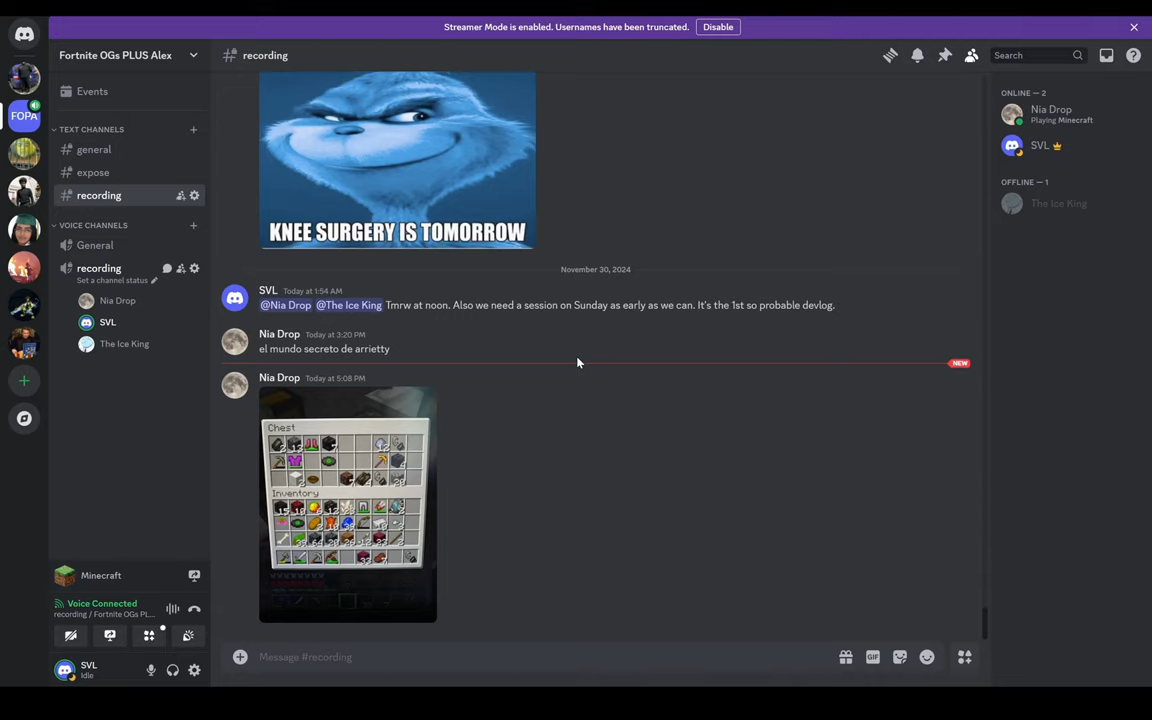 Streamer Mode is enabled. Usernames have been truncated.
Disable
Fortnite OGs PLUS Alex
recording
Search
Events
FOPA
TEXT CHANNELS
general
expose
recording
VOICE CHANNELS
General
recording
Set a channel status
Nia Drop
SVL
The Ice King
KNEE SURGERY IS TOMORROW
November 30, 2024
SVL Today at 1:54 AM
@Nia Drop @The Ice King Tmrw at noon. Also we need a session on Sunday as early as we can. It's the 1st so probable devlog.
Nia Drop Today at 3:20 PM
el mundo secreto de arrietty
NEW
Nia Drop Today at 5:08 PM
Chest
Inventory
Message #recording
GIF
ONLINE — 2
Nia Drop
Playing Minecraft
SVL
OFFLINE — 1
The Ice King
Minecraft
Voice Connected
recording / Fortnite OGs PL...
SVL
Idle